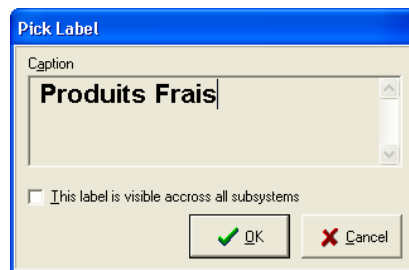 Pick Label
Caption
Produits Frais
This label is visible accross all subsystems
OK
Cancel